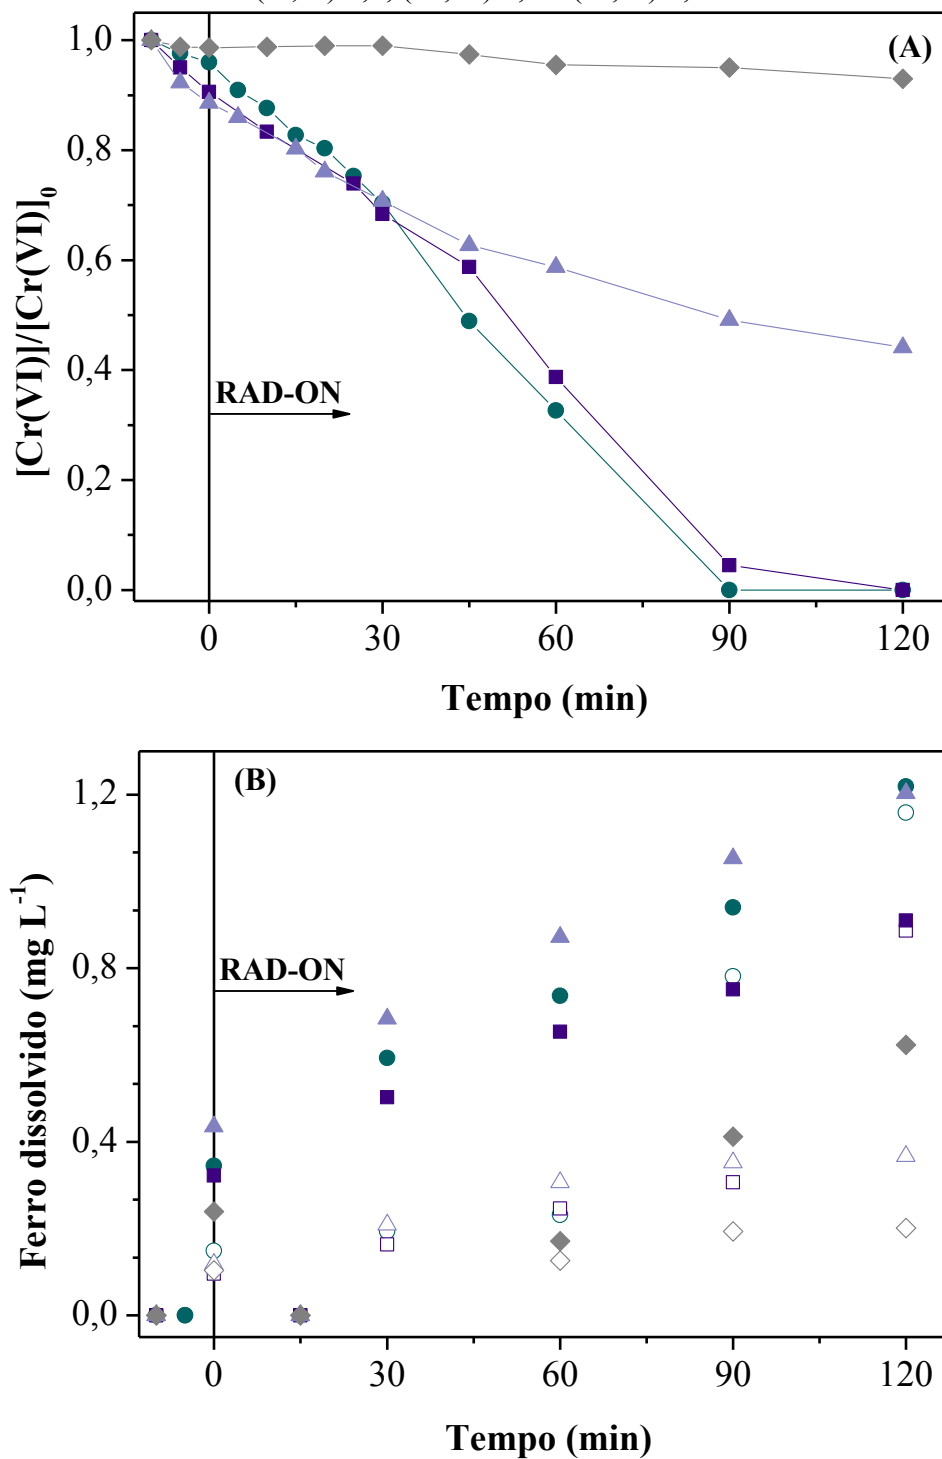 (A)
1,0
0,8
0,6
0,4
0,2
0,0
[Cr(VI)]/[Cr(VI)]0
RAD-ON
0 30 60 90 120
Tempo (min)
(B)
1,2
0,8
0,4
0,0
Ferro dissolvido (mg L-1)
RAD-ON
0 30 60 90 120
Tempo (min)